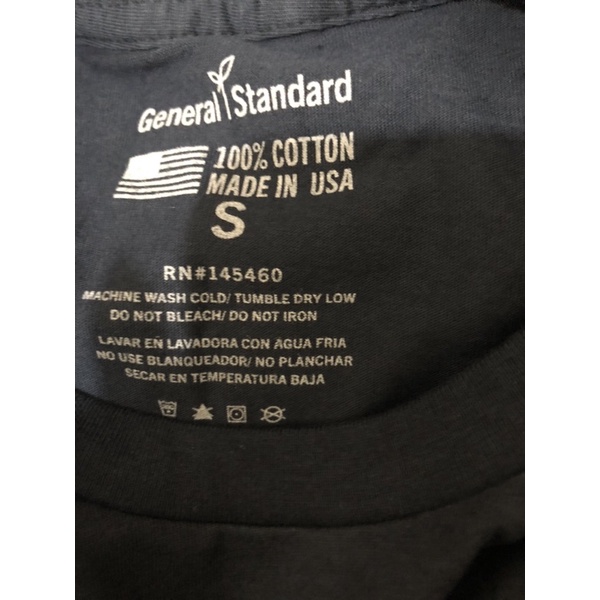 General Standard
100% COTTON
MADE IN USA
S
RN#145460
MACHINE WASH COLD/ TUMBLE DRY LOW
DO NOT BLEACH/ DO NOT IRON
LAVAR EN LAVADORA CON AGUA FRIA
NO USE BLANQUEADOR/ NO PLANCHAR
SECAR EN TEMPERATURA BAJA